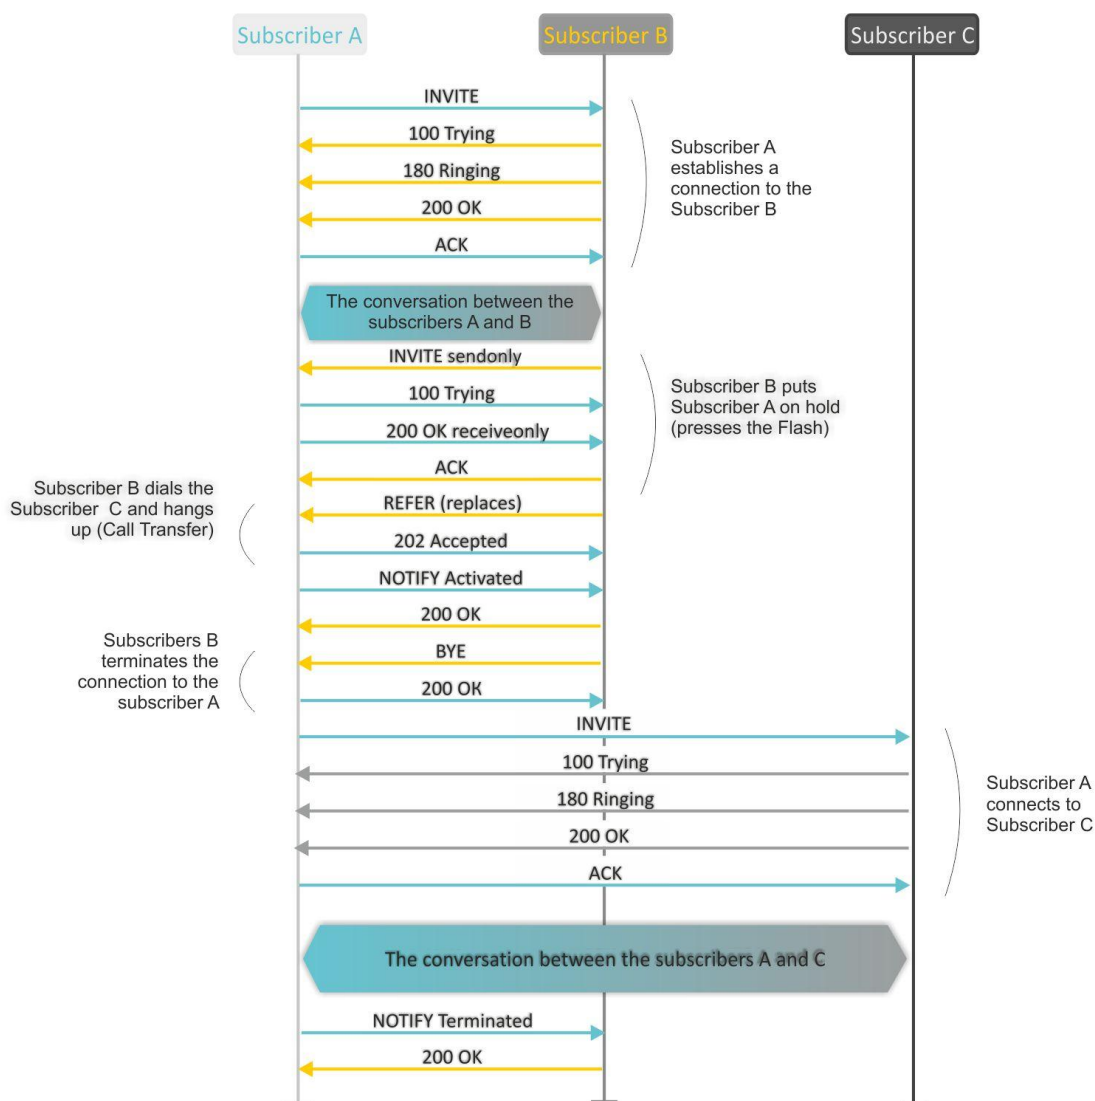 Subscriber A
Subscriber B
Subscriber C
INVITE
100 Trying
180 Ringing
200 OK
ACK
Subscriber A
establishes a
connection to the
Subscriber B
The conversation between the
subscribers A and B
INVITE sendonly
100 Trying
200 OK receiveonly
ACK
Subscriber B puts
Subscriber A on hold
(presses the Flash)
Subscriber B dials the
Subscriber C and hangs
up (Call Transfer)
REFER (replaces)
202 Accepted
NOTIFY Activated
200 OK
Subscribers B
terminates the
connection to the
subscriber A
BYE
200 OK
INVITE
100 Trying
180 Ringing
200 OK
ACK
Subscriber A
connects to
Subscriber C
The conversation between the subscribers A and C
NOTIFY Terminated
200 OK